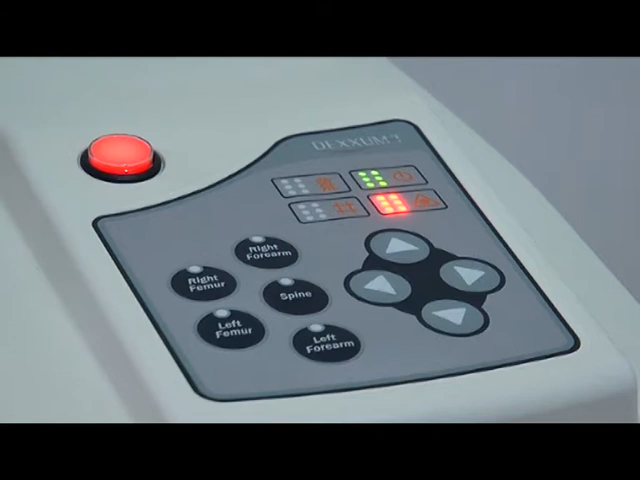 DEXXUM T
Right
Forearm
Right
Femur
Spine
Left
Femur
Left
Forearm